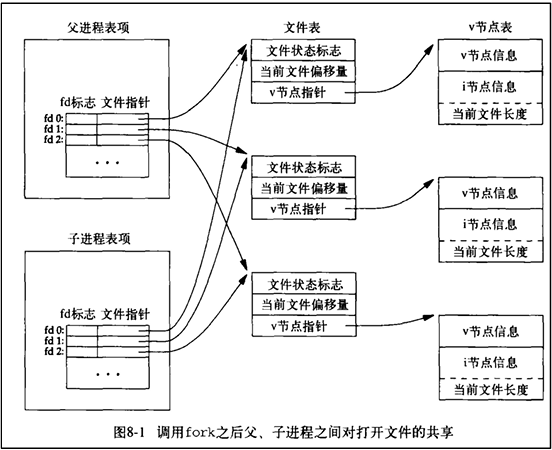 父进程表项
fd标志 文件指针
fd 0:
fd 1:
fd 2:
...
子进程表项
fd标志 文件指针
fd 0:
fd 1:
fd 2:
...
文件表
文件状态标志
当前文件偏移量
v节点指针
文件状态标志
当前文件偏移量
v节点指针
文件状态标志
当前文件偏移量
v节点指针
v节点表
v节点信息
i节点信息
当前文件长度
v节点信息
i节点信息
当前文件长度
v节点信息
i节点信息
当前文件长度
图8-1 调用fork之后父、子进程之间对打开文件的共享